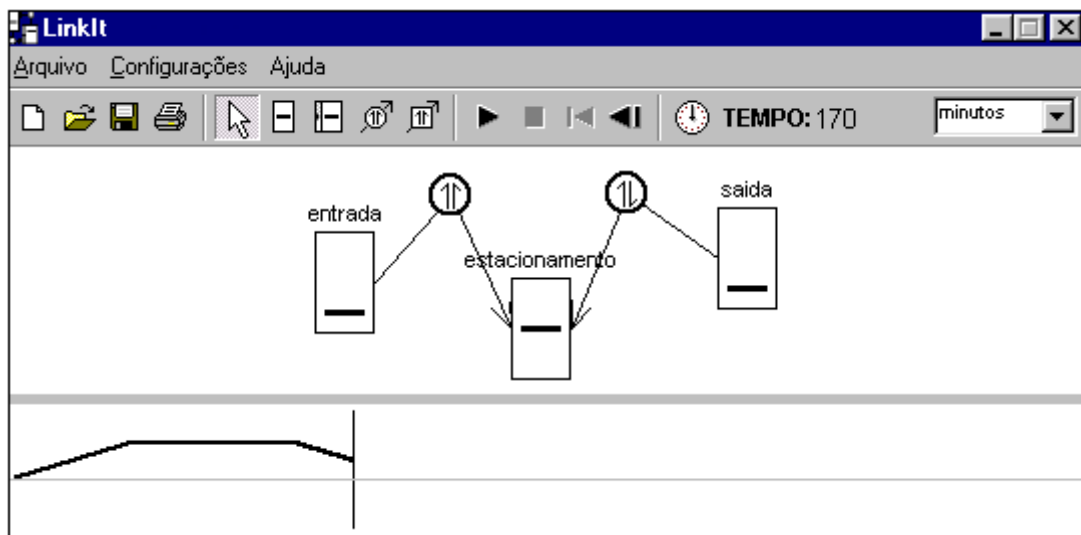 LinkIt
Arquivo Configurações Ajuda
TEMPO: 170 minutos
saida
entrada
estacionamento